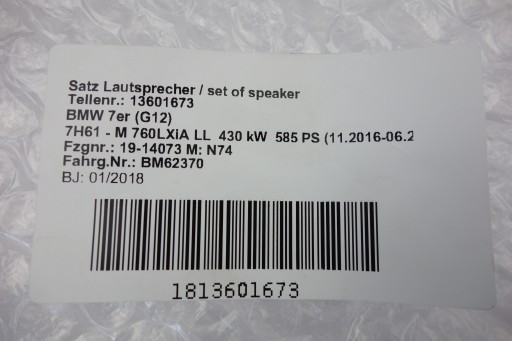 Satz Lautsprecher / set of speaker
Tellenr.: 13601673
BMW 7er (G12)
7H61 - M 760LXiA LL 430 kW 585 PS (11.2016-06.2
Fzgnr.: 19-14073 M: N74
Fahrg.Nr.: BM62370
BJ: 01/2018
1813601673